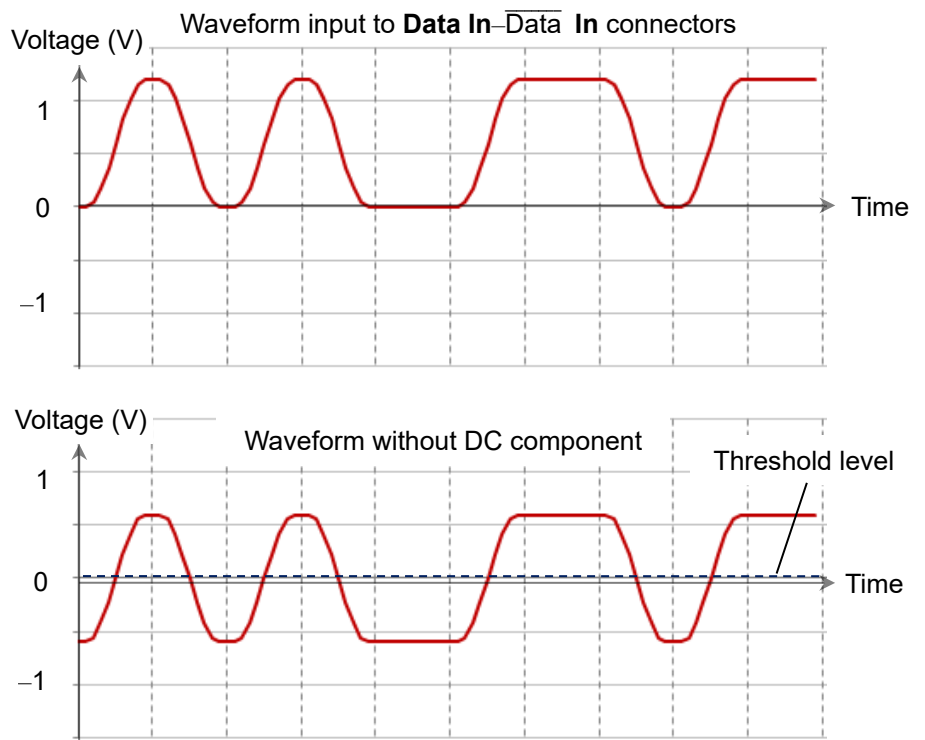 Waveform input to Data In–Data In connectors
Voltage (V)
1
0
Time
–1
Voltage (V)
Waveform without DC component
Threshold level
1
0
Time
–1